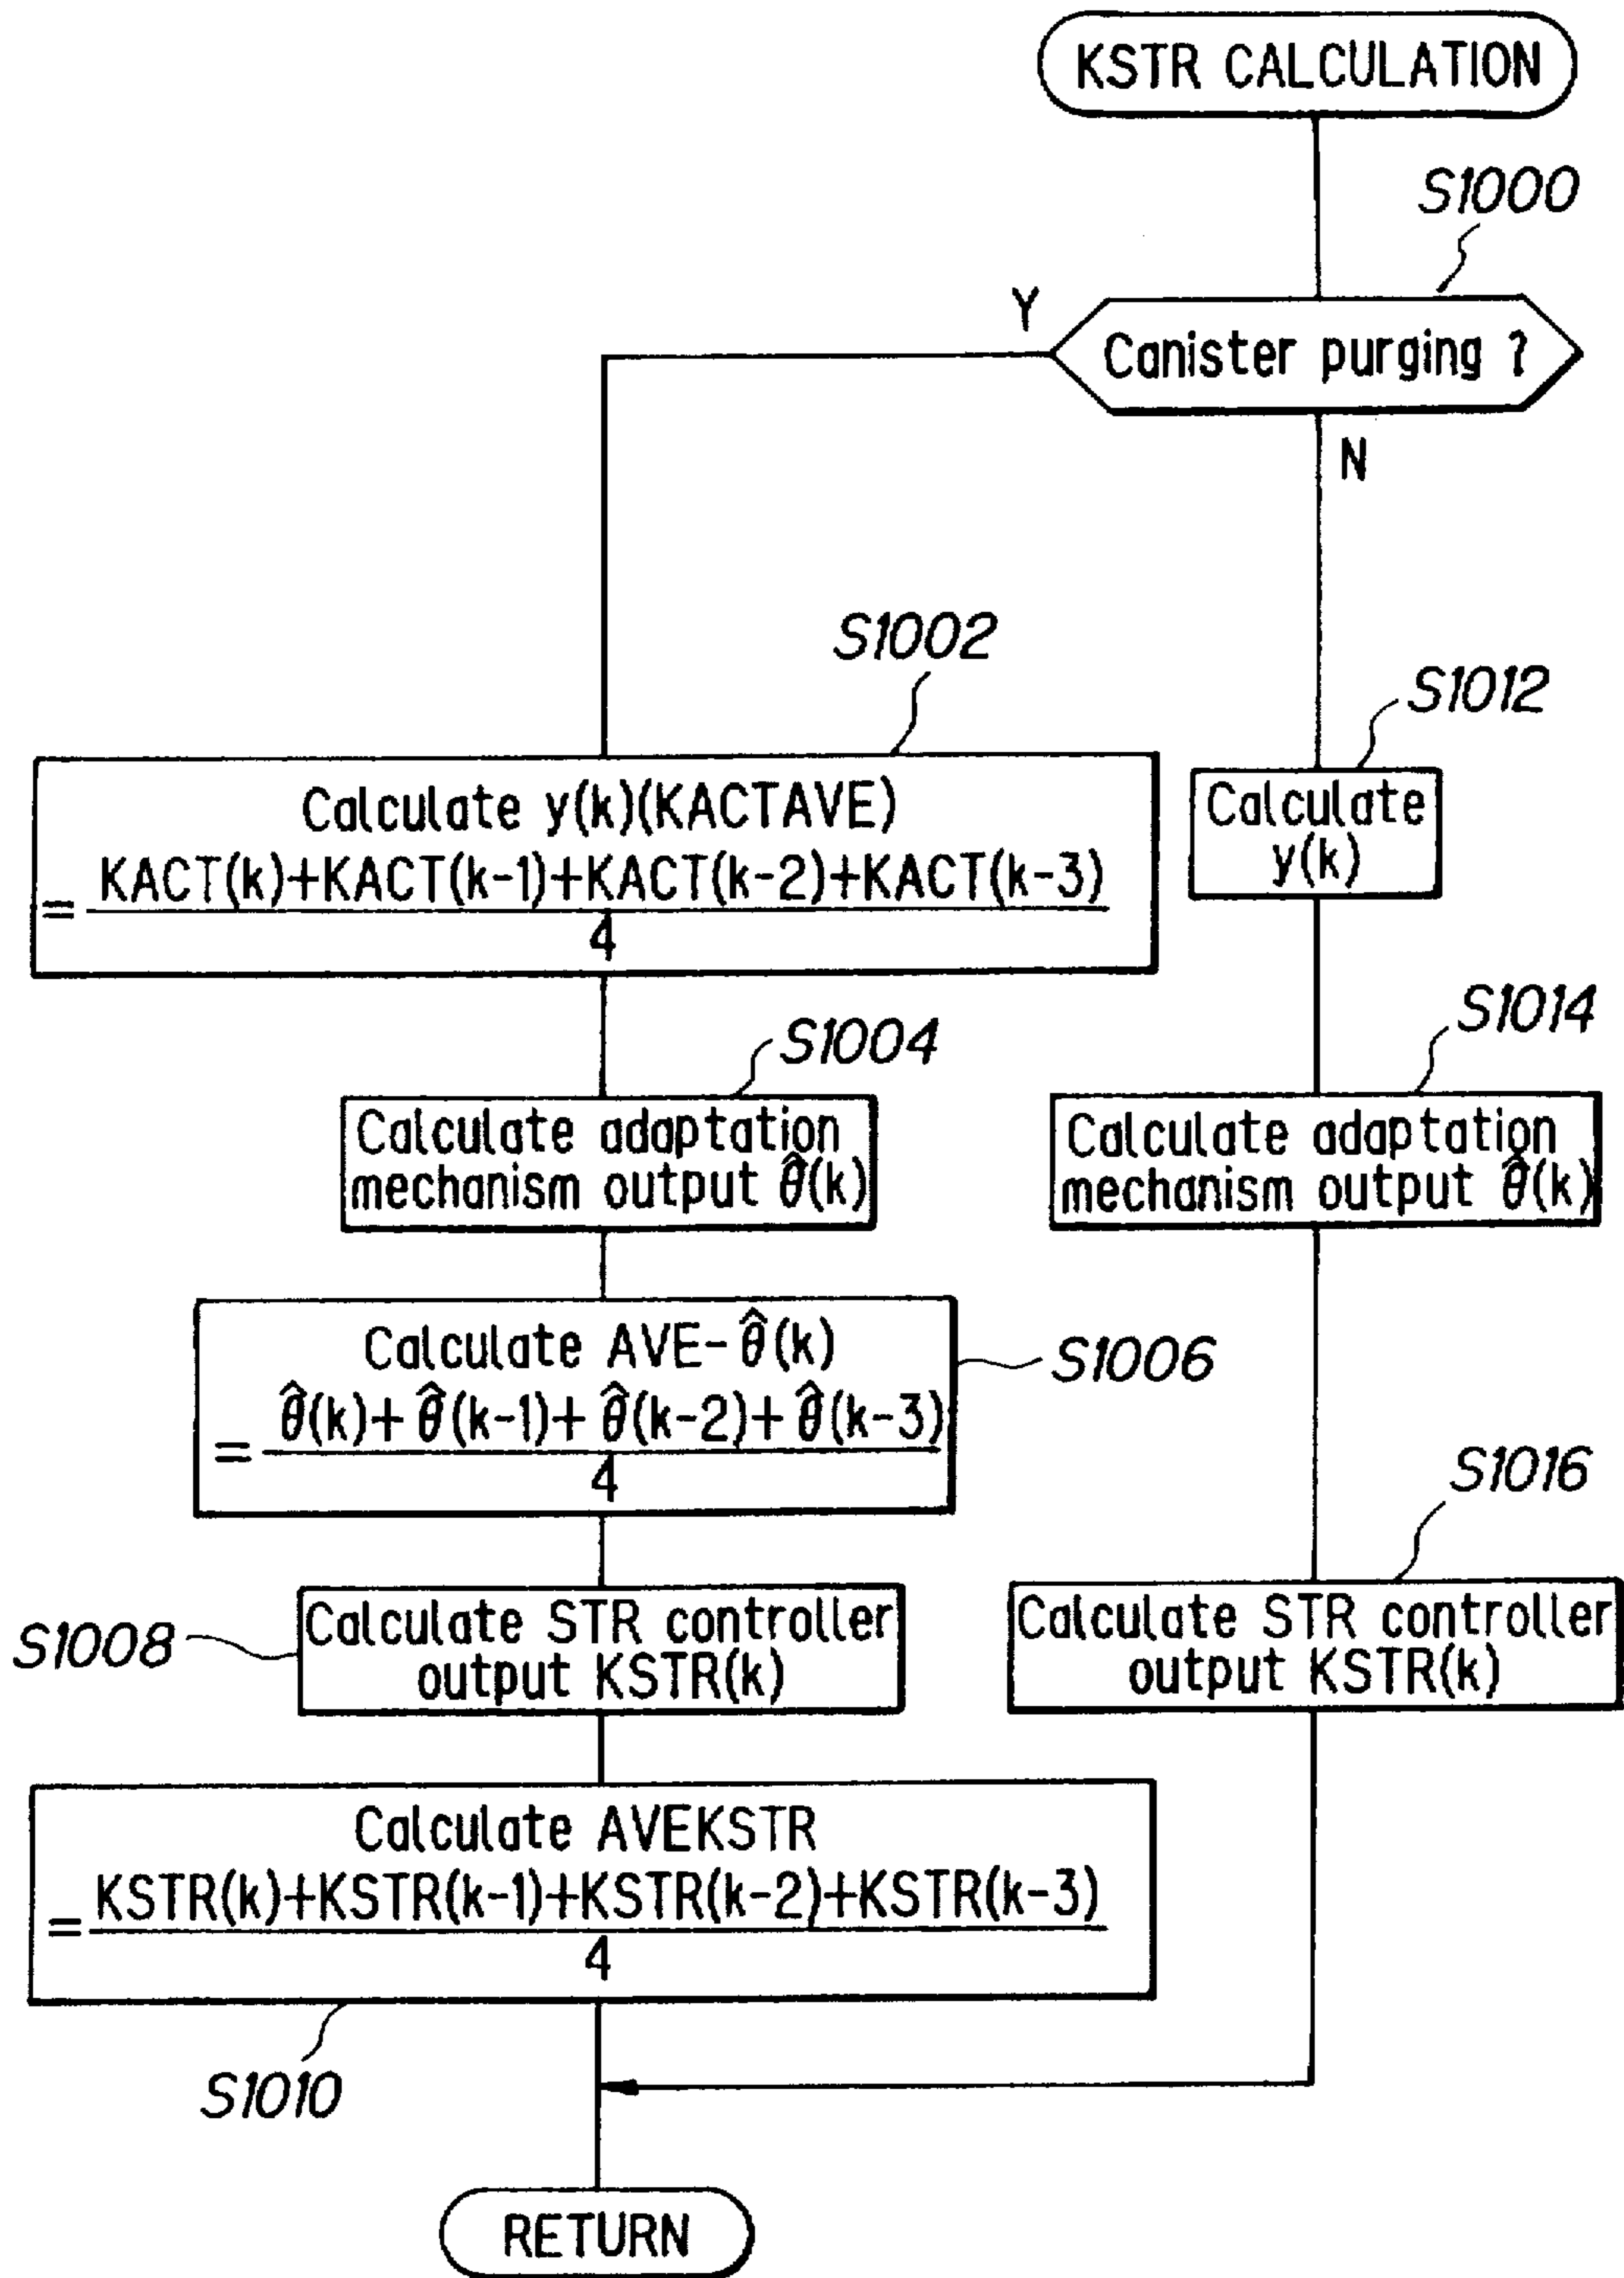 KSTR CALCULATION
S1000
Canister purging ?
Y
N
S1002
Calculate y(k)(KACTAVE)
= KACT(k)+KACT(k-1)+KACT(k-2)+KACT(k-3)
4
S1004
Calculate adaptation
mechanism output θ̂(k)
S1006
Calculate AVE-θ̂(k)
= θ̂(k)+θ̂(k-1)+θ̂(k-2)+θ̂(k-3)
4
S1008
Calculate STR controller
output KSTR(k)
Calculate AVEKSTR
= KSTR(k)+KSTR(k-1)+KSTR(k-2)+KSTR(k-3)
4
S1010
S1012
Calculate
y(k)
S1014
Calculate adaptation
mechanism output θ̂(k)
S1016
Calculate STR controller
output KSTR(k)
RETURN